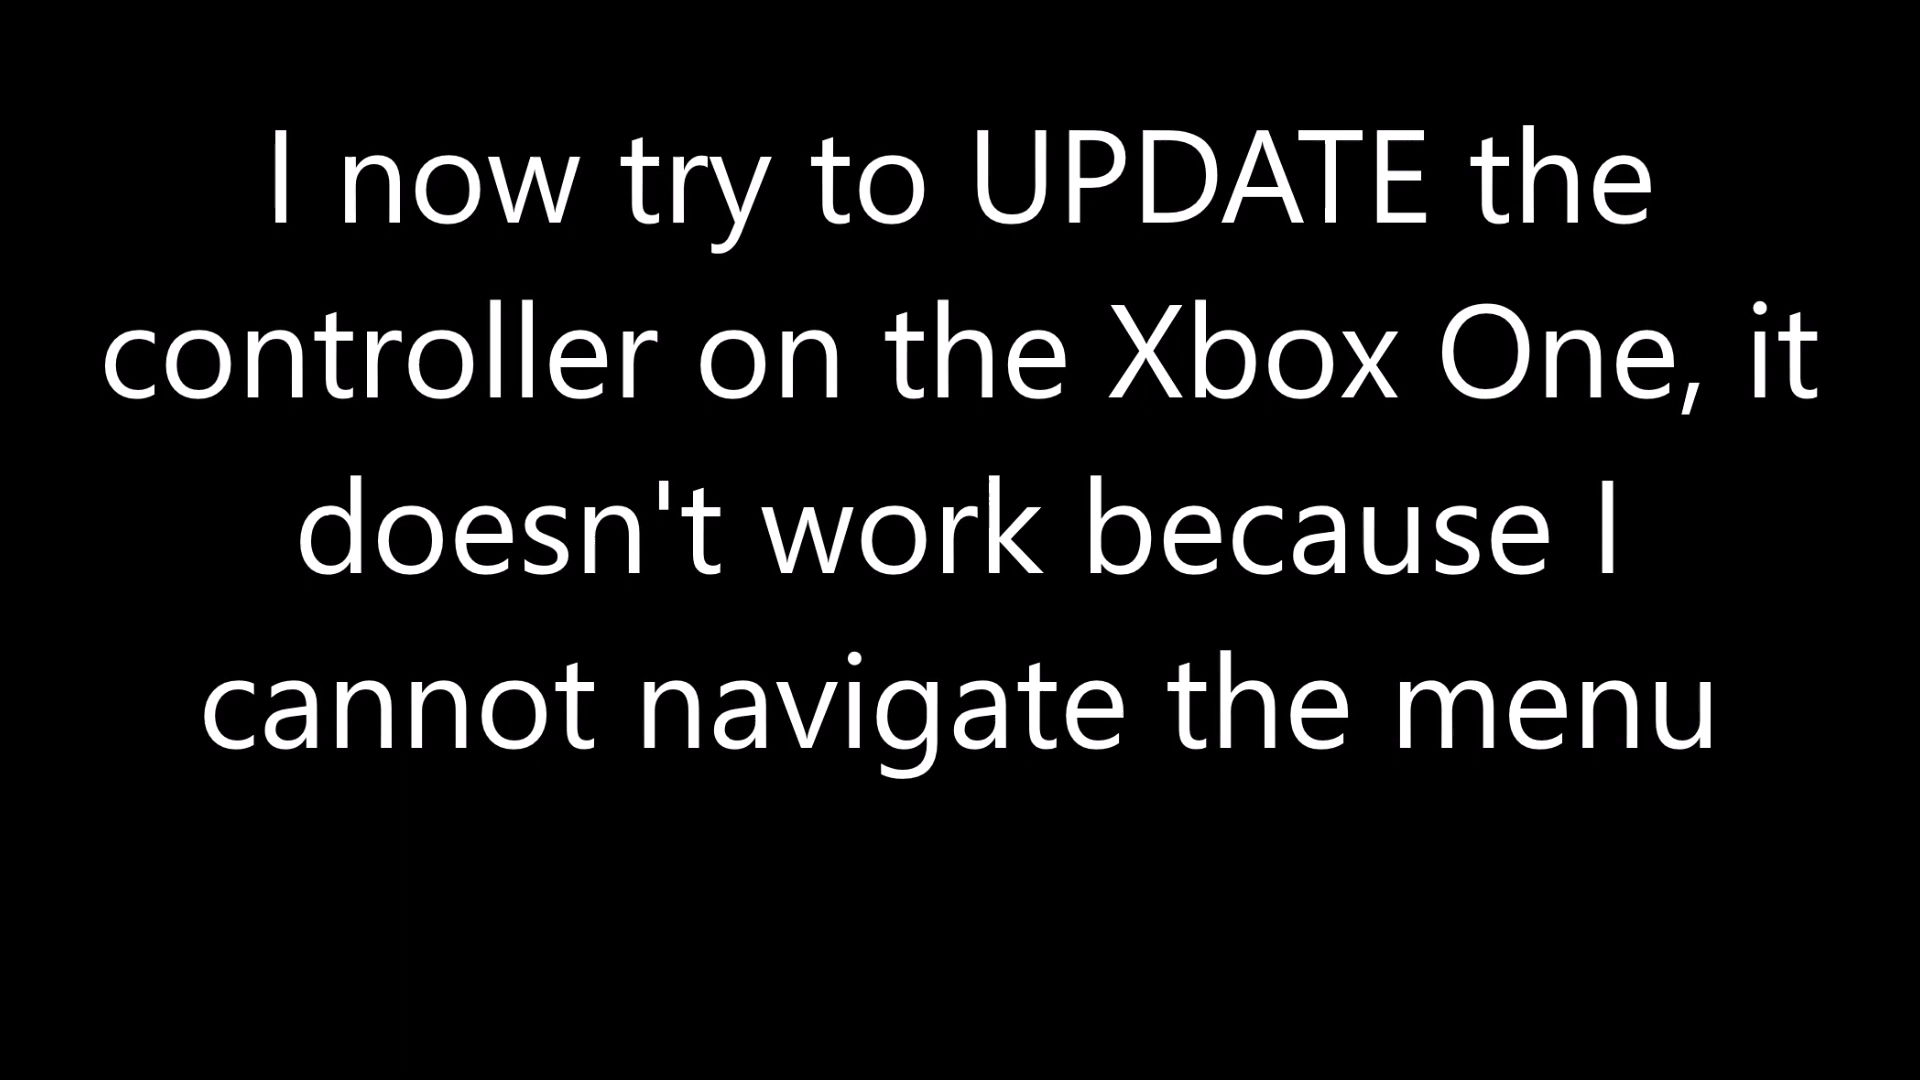 I now try to UPDATE the
controller on the Xbox One, it
doesn't work because I
cannot navigate the menu